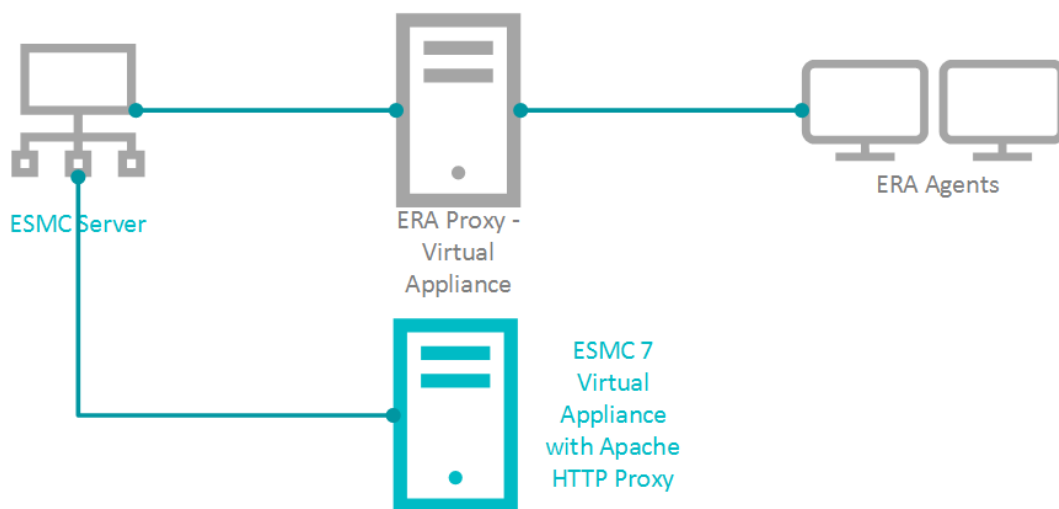 ESMC Server
ERA Proxy -
Virtual
Appliance
ERA Agents
ESMC 7
Virtual
Appliance
with Apache
HTTP Proxy